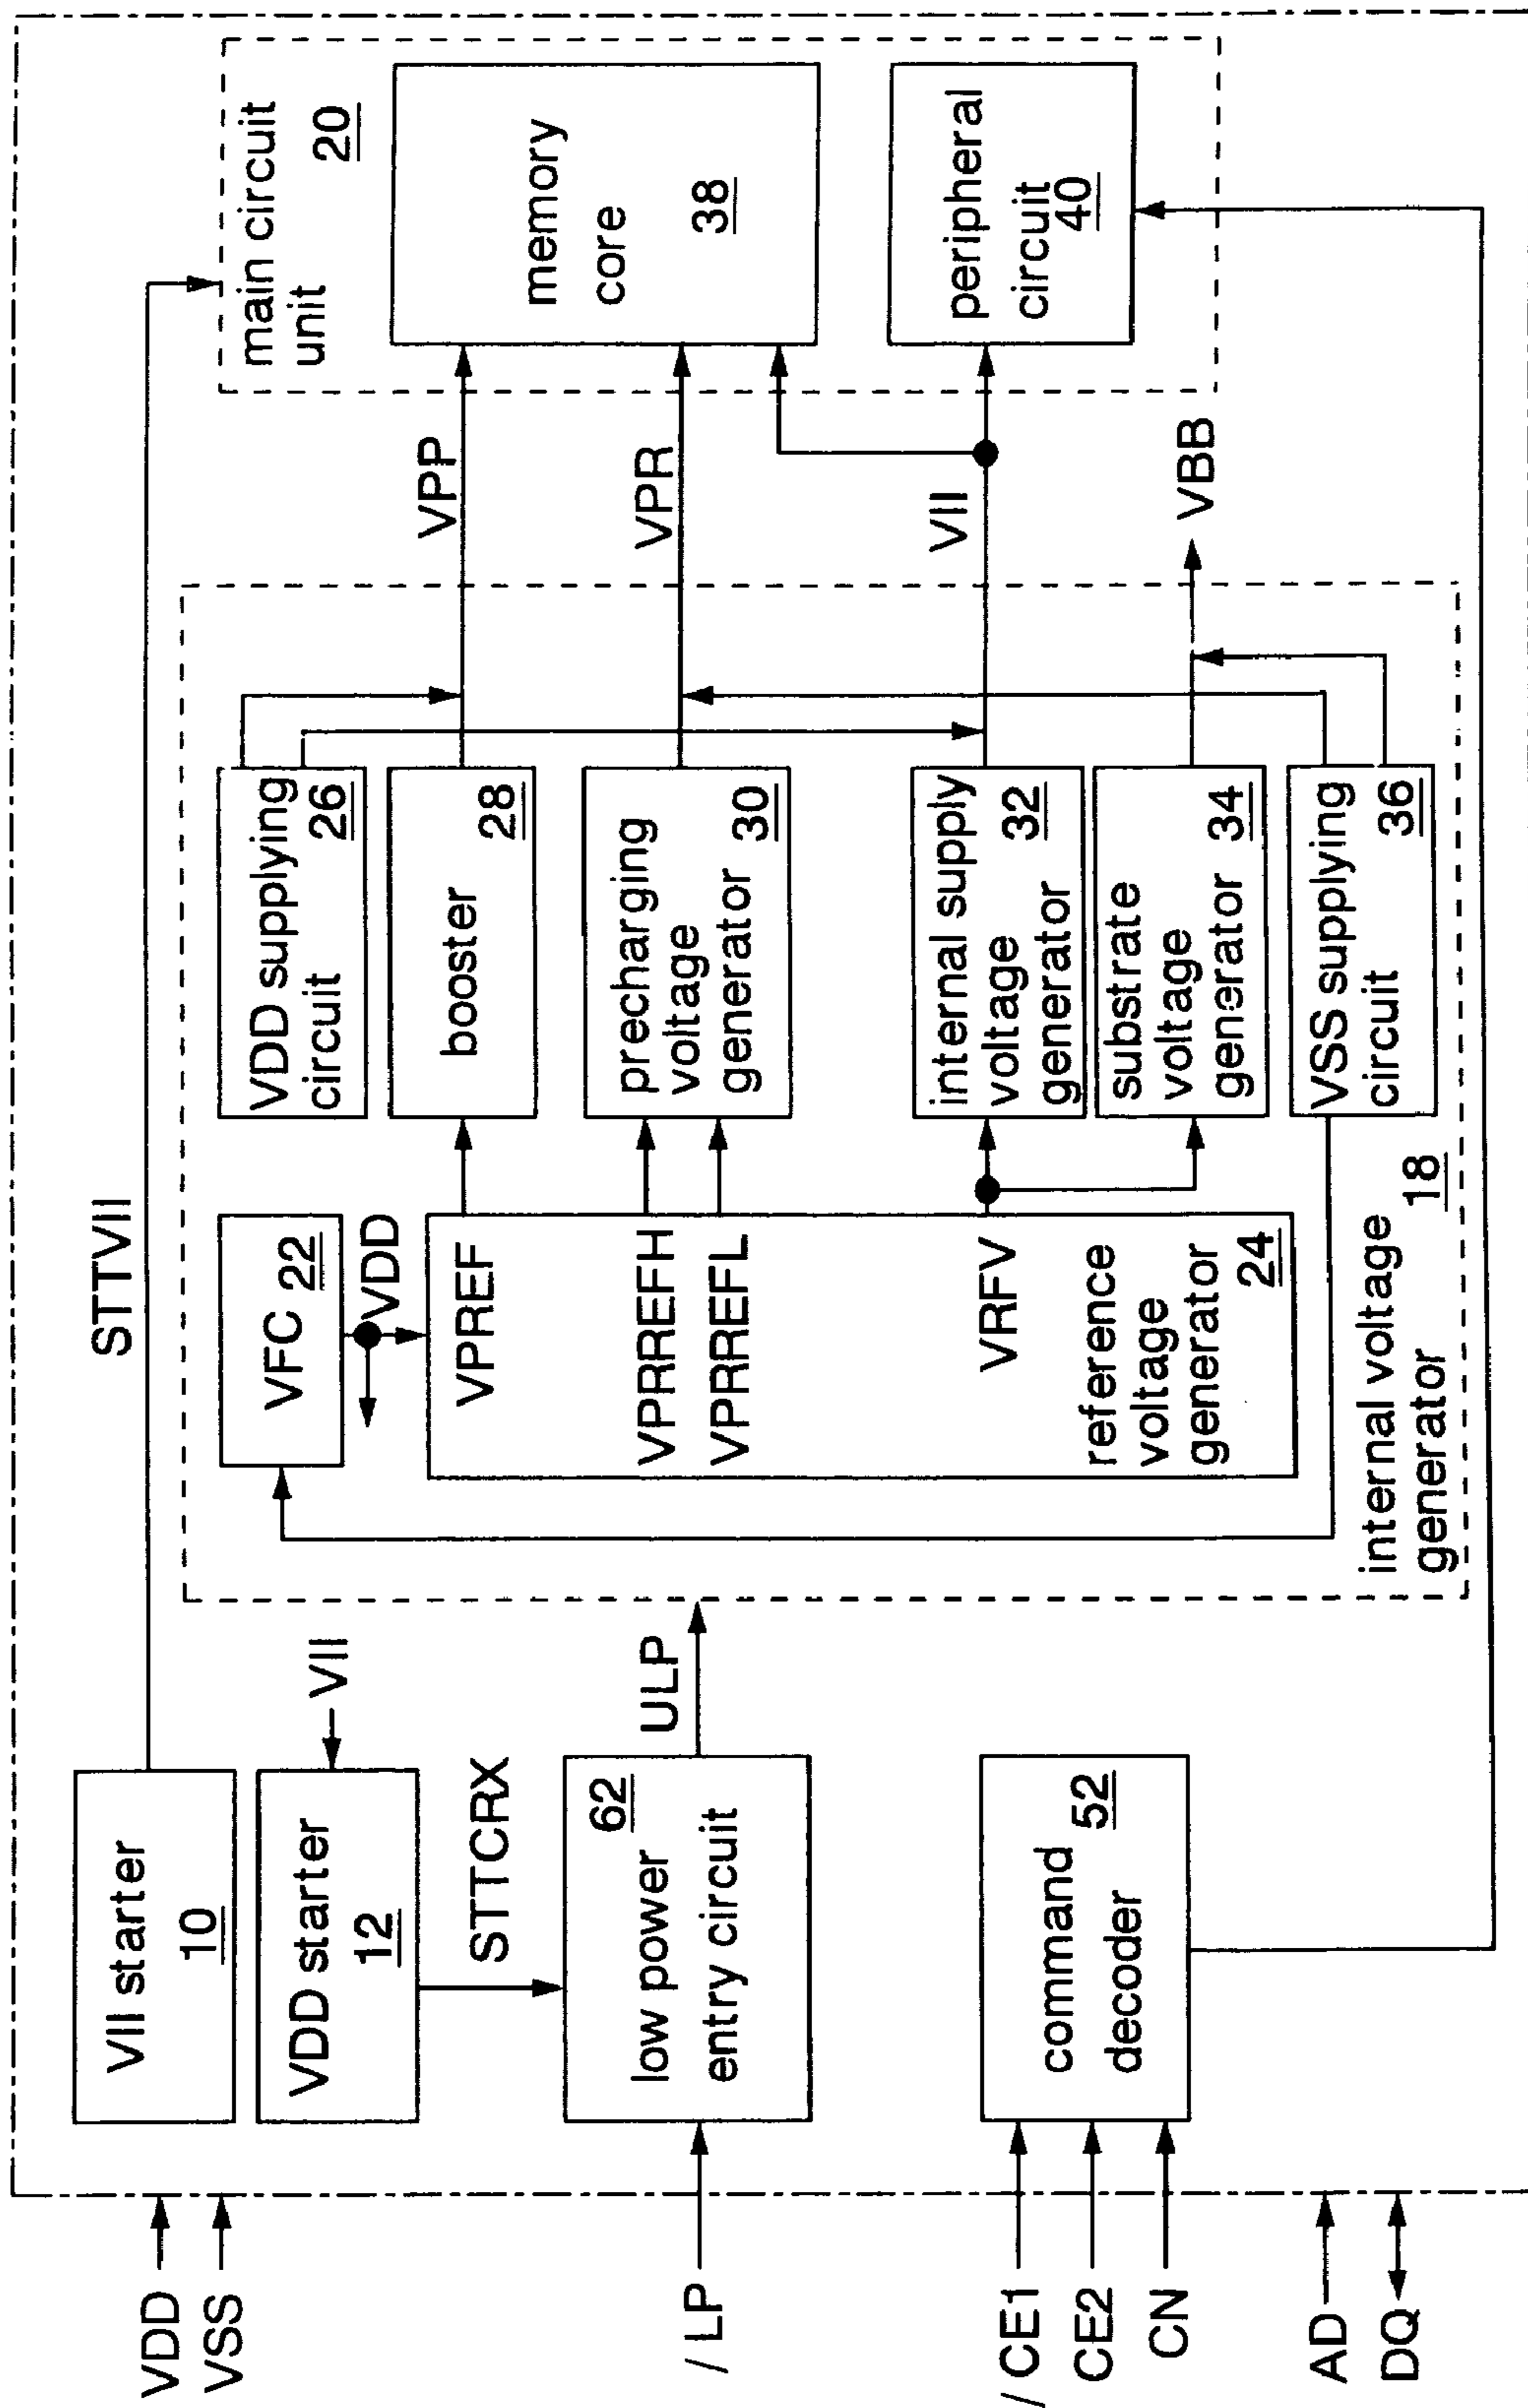 VDD
VSS
/ LP
/ CE1
CE2
CN
AD
DQ
VII starter
10
VDD starter
12
VII
STTCRX
62
low power
entry circuit
ULP
command
decoder
52
STTVII
VFC 22
VDD
VPREF
VPRREFH
VPRREFL
VRFV
reference
voltage
generator
24
internal voltage
generator
18
VDD supplying
circuit
26
booster
28
precharging
voltage
generator
30
internal supply
voltage
generator
32
substrate
voltage
generator
34
VSS supplying
circuit
36
VPP
VPR
VII
VBB
main circuit
unit
20
memory
core
38
peripheral
circuit
40